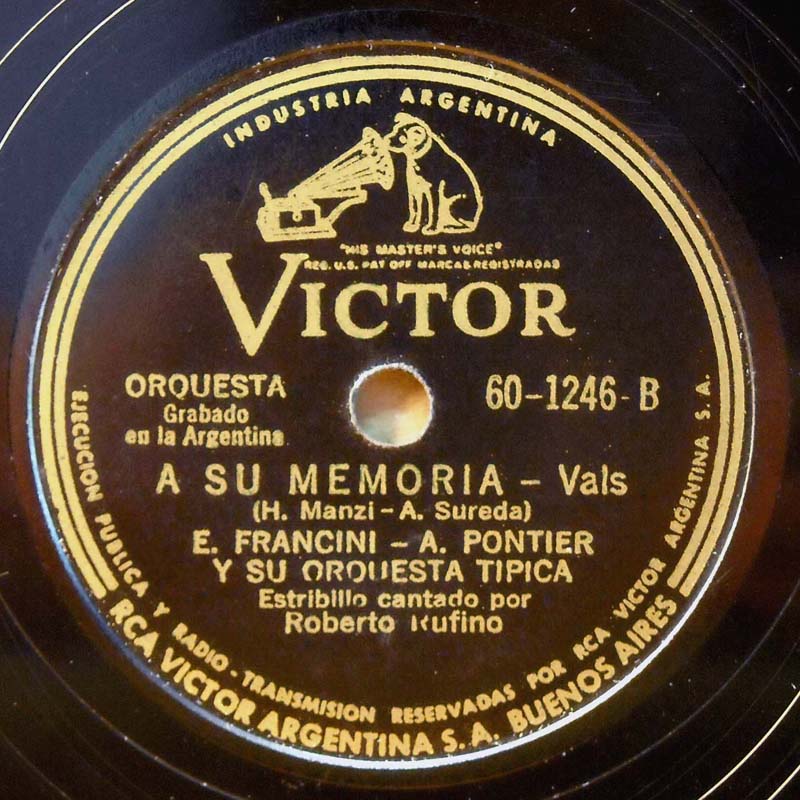 INDUSTRIA ARGENTINA
"HIS MASTER'S VOICE"
REG. U.S. PAT OFF MARCAS REGISTRADAS
VICTOR
ORQUESTA
Grabado
en la Argentina
60-1246-B
A SU MEMORIA - Vals
(H. Manzi - A. Sureda)
E. FRANCINI - A. PONTIER
Y SU ORQUESTA TIPICA
Estribillo cantado por
Roberto Rufino
EJECUCION PUBLICA Y RADIO-TRANSMISION RESERVADAS POR RCA VICTOR ARGENTINA S. A.
RCA VICTOR ARGENTINA S. A. BUENOS AIRES